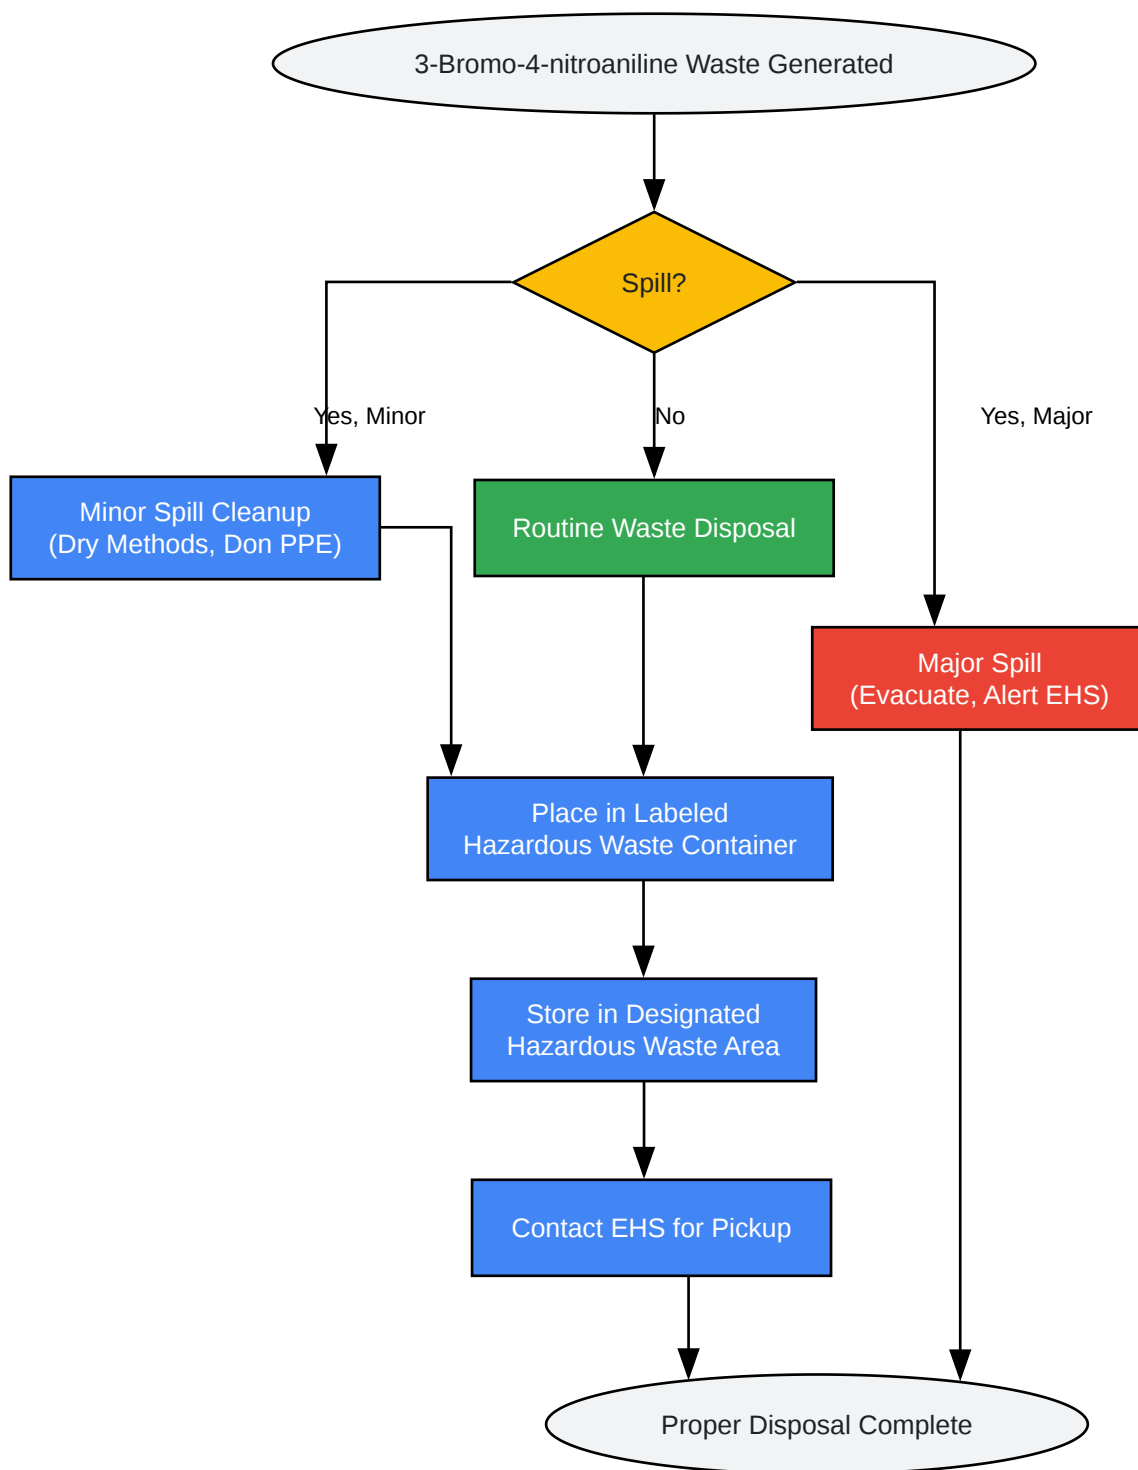 3-Bromo-4-nitroaniline Waste Generated
Spill?
Yes, Minor
No
Yes, Major
Minor Spill Cleanup
(Dry Methods, Don PPE)
Routine Waste Disposal
Major Spill
(Evacuate, Alert EHS)
Place in Labeled
Hazardous Waste Container
Store in Designated
Hazardous Waste Area
Contact EHS for Pickup
Proper Disposal Complete